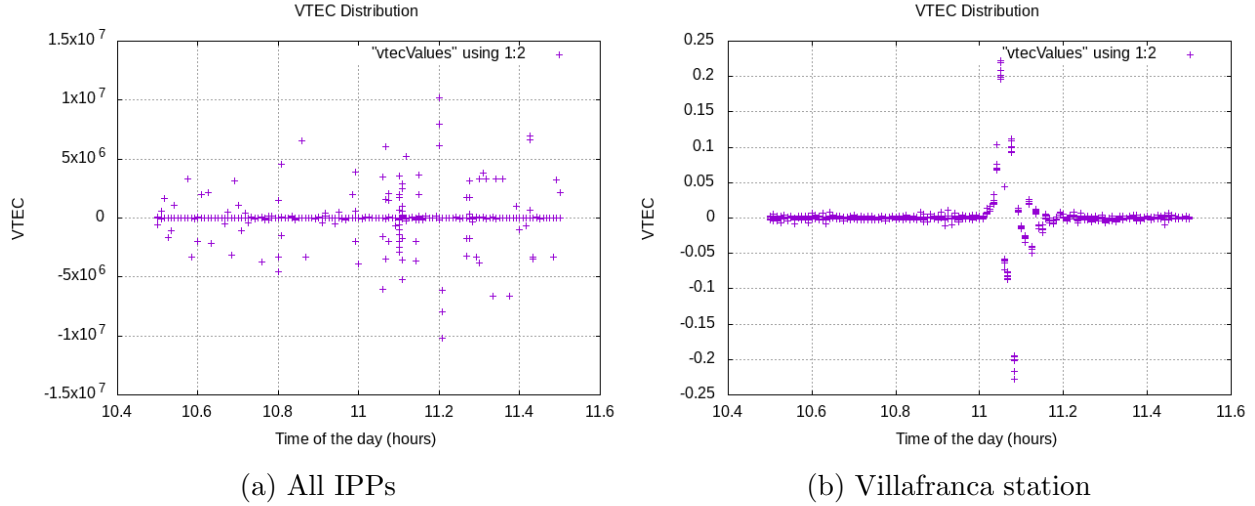 VTEC Distribution
"vtecValues" using 1:2
1.5x10^7
1x10^7
5x10^6
0
-5x10^6
-1x10^7
-1.5x10^7
VTEC
10.4 10.6 10.8 11 11.2 11.4 11.6
Time of the day (hours)
(a) All IPPs
VTEC Distribution
"vtecValues" using 1:2
0.25
0.2
0.15
0.1
0.05
0
-0.05
-0.1
-0.15
-0.2
-0.25
VTEC
10.4 10.6 10.8 11 11.2 11.4 11.6
Time of the day (hours)
(b) Villafranca station